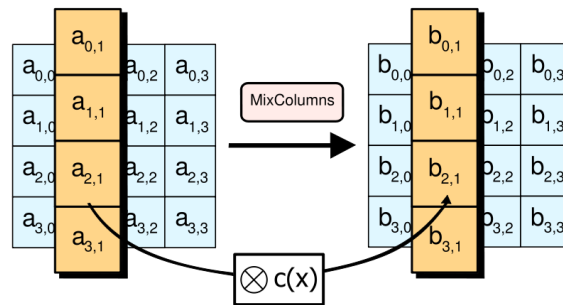 a0,1 b0,1
a0,0 a0,2 a0,3 b0,0 b0,2 b0,3
MixColumns
a1,1 b1,1
a1,0 a1,2 a1,3 b1,0 b1,2 b1,3
a2,1 b2,1
a2,0 a2,2 a2,3 b2,0 b2,2 b2,3
a3,0 a3,2 a3,3 b3,0 b3,2 b3,3
a3,1 b3,1
⊗ c(x)